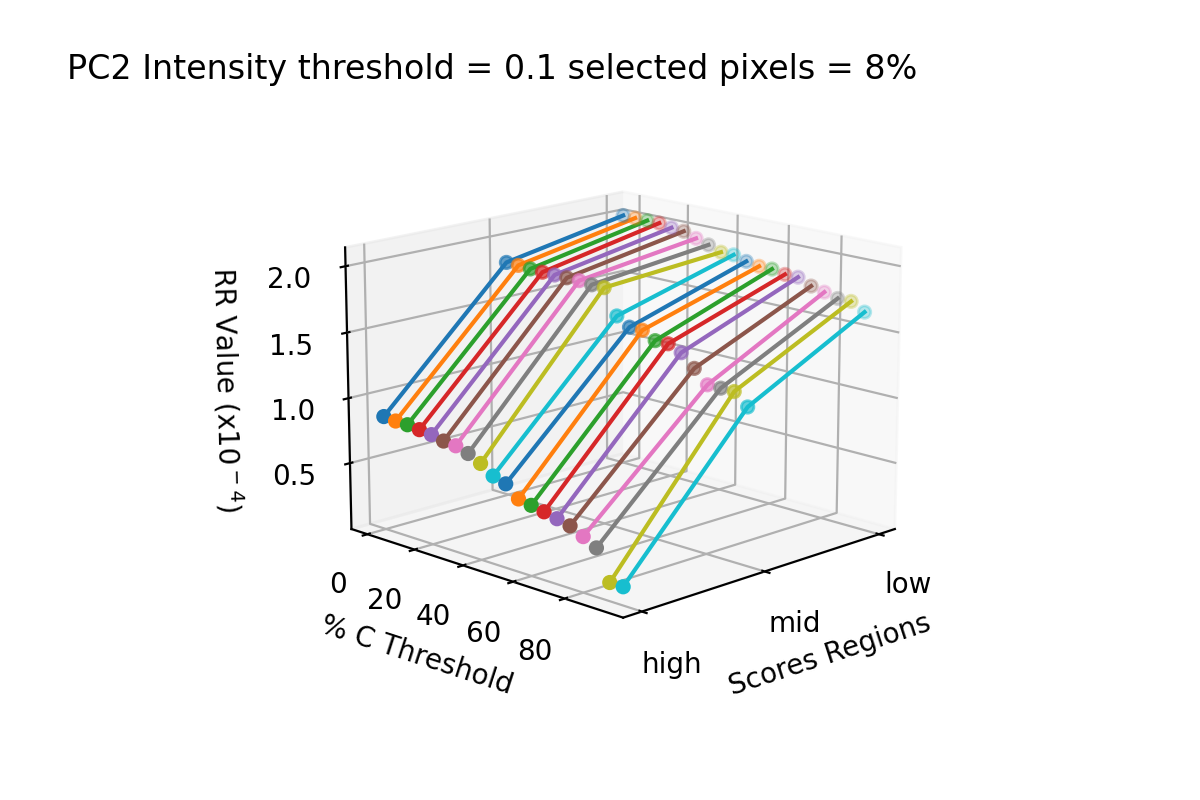 PC2 Intensity threshold = 0.1 selected pixels = 8%
RR Value (x10⁻⁴)
2.0
1.5
1.0
0.5
0
20
40
60
80
% C Threshold
high
mid
low
Scores Regions